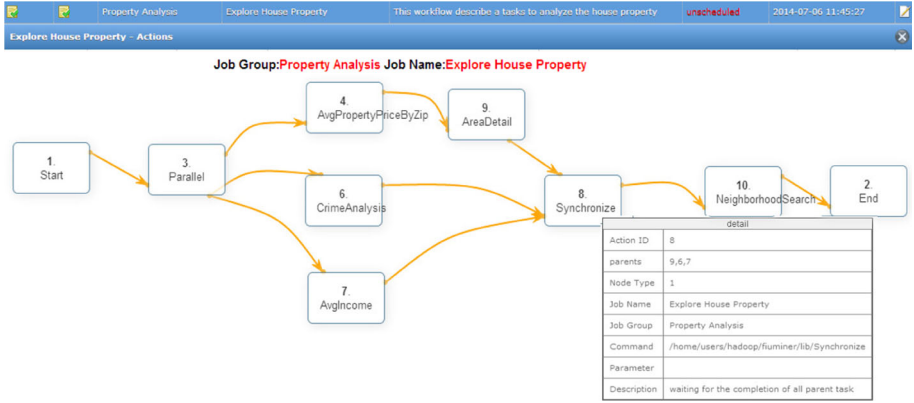 Property Analysis Explore House Property This workflow describe a tasks to analyze the house property unscheduled 2014-07-06 11:45:27
Explore House Property - Actions
Job Group:Property Analysis Job Name:Explore House Property
1.
Start
3.
Parallel
4.
AvgPropertyPriceByZip
9.
AreaDetail
6.
CrimeAnalysis
7.
AvgIncome
8.
Synchronize
10.
NeighborhoodSearch
2.
End
detail
Action ID 8
parents 9,6,7
Node Type 1
Job Name Explore House Property
Job Group Property Analysis
Command /home/users/hadoop/fiuminer/lib/Synchronize
Parameter
Description waiting for the completion of all parent task